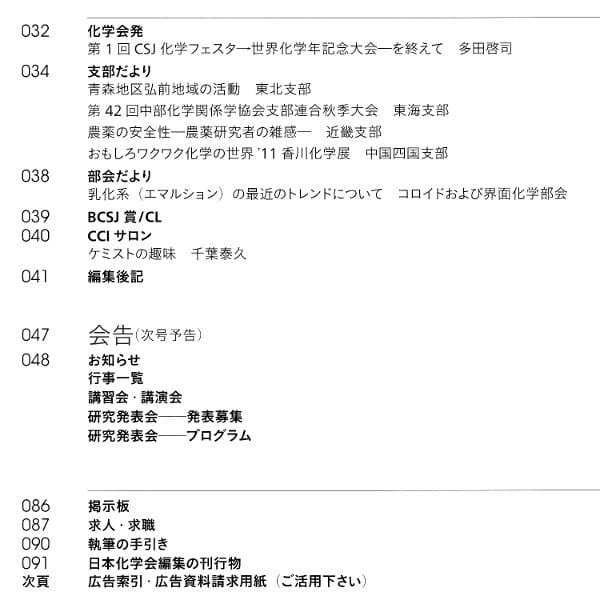 032 化学会発
第1回CSJ化学フェスタ—世界化学年記念大会—を終えて 多田啓司
034 支部だより
青森地区弘前地域の活動 東北支部
第42回中部化学関係学協会支部連合秋季大会 東海支部
農薬の安全性—農薬研究者の雑感— 近畿支部
おもしろワクワク化学の世界 '11香川化学展 中国四国支部
038 部会だより
乳化系（エマルション）の最近のトレンドについて コロイドおよび界面化学部会
039 BCSJ賞/CL
040 CCIサロン
ケミストの趣味 千葉泰久
041 編集後記
047 会告(次号予告)
048 お知らせ
行事一覧
講習会・講演会
研究発表会——発表募集
研究発表会——プログラム
086 掲示板
087 求人・求職
090 執筆の手引き
091 日本化学会編集の刊行物
次頁 広告索引・広告資料請求用紙（ご活用下さい）